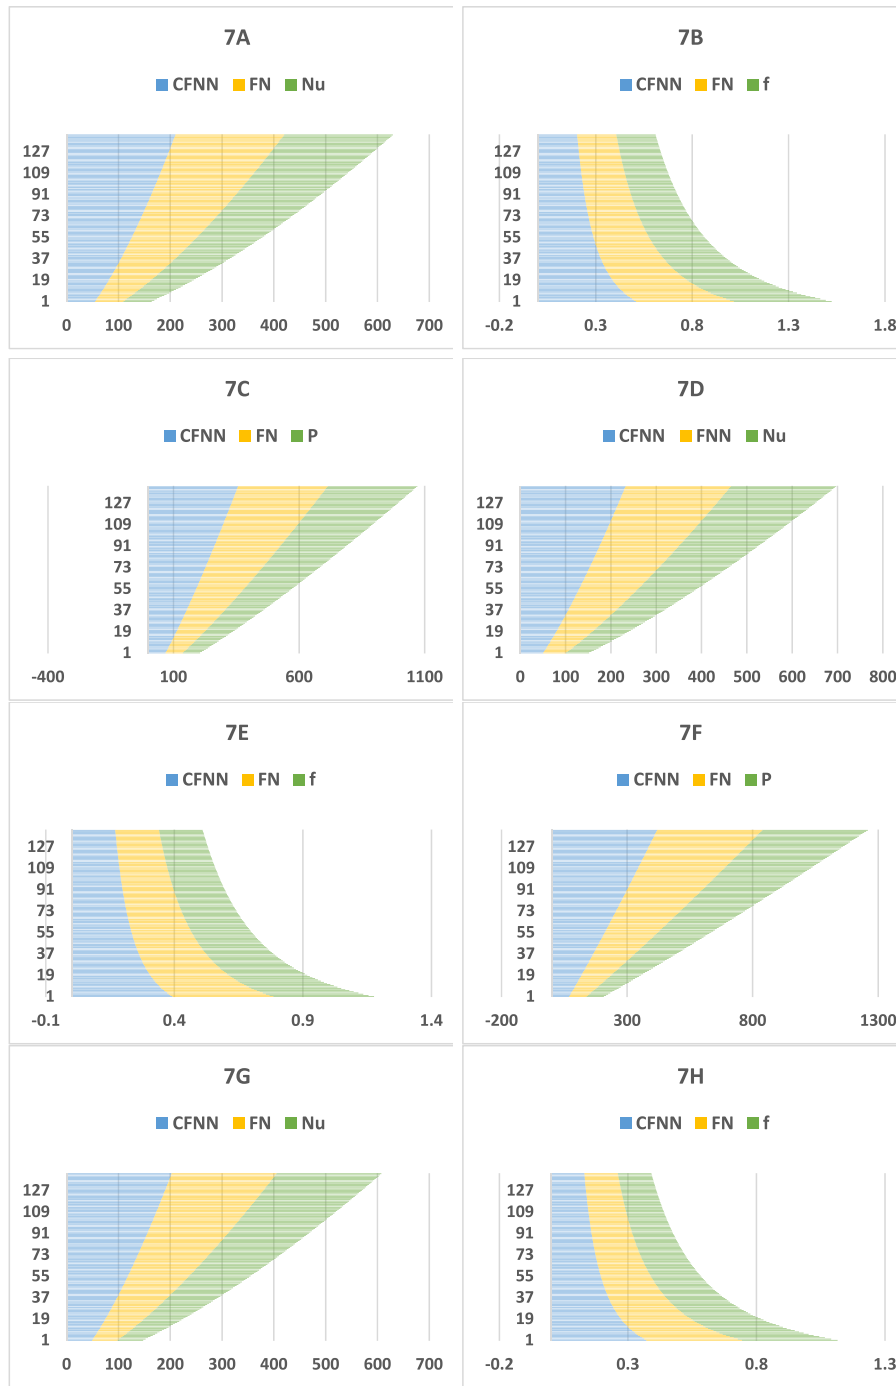 7A
CFNN FN Nu
127
109
91
73
55
37
19
1
0 100 200 300 400 500 600 700
7B
CFNN FN f
127
109
91
73
55
37
19
1
-0.2 0.3 0.8 1.3 1.8
7C
CFNN FN P
127
109
91
73
55
37
19
1
-400 100 600 1100
7D
CFNN FNN Nu
127
109
91
73
55
37
19
1
0 100 200 300 400 500 600 700 800
7E
CFNN FN f
127
109
91
73
55
37
19
1
-0.1 0.4 0.9 1.4
7F
CFNN FN P
127
109
91
73
55
37
19
1
-200 300 800 1300
7G
CFNN FN Nu
127
109
91
73
55
37
19
1
0 100 200 300 400 500 600 700
7H
CFNN FN f
127
109
91
73
55
37
19
1
-0.2 0.3 0.8 1.3